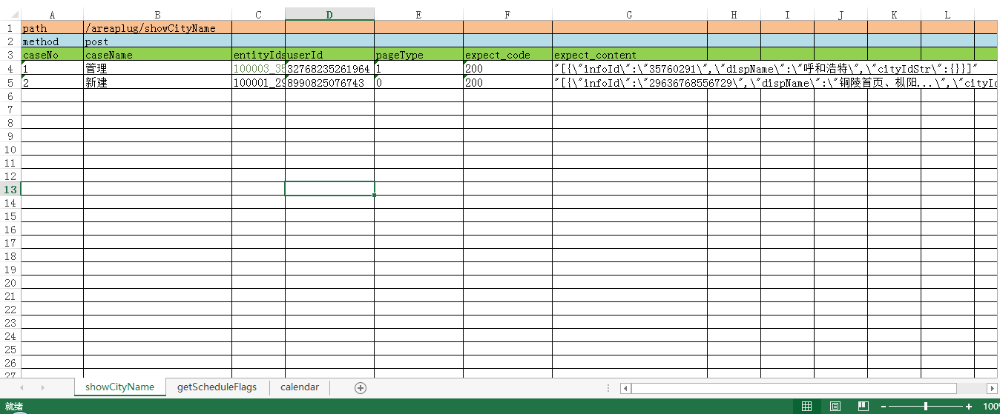 A B C D E F G H I J K L
1 path /areaplug/showCityName
2 method post
3 caseNo caseName entityIds userId pageType expect_code expect_content
4 1 管理 100003_35 32768235261964 1 200 "[{\"infoId\":\"35760291\",\"dispName\":\"呼和浩特\",\"cityIdStr\":{}}]"
5 2 新建 100001_29 8990825076743 0 200 "[{\"infoId\":\"29636768556729\",\"dispName\":\"铜陵首页、枞阳...\",\"cityId
6
7
8
9
10
11
12
13
14
15
16
17
18
19
20
21
22
23
24
25
26
27
showCityName getScheduleFlags calendar
就绪 100%